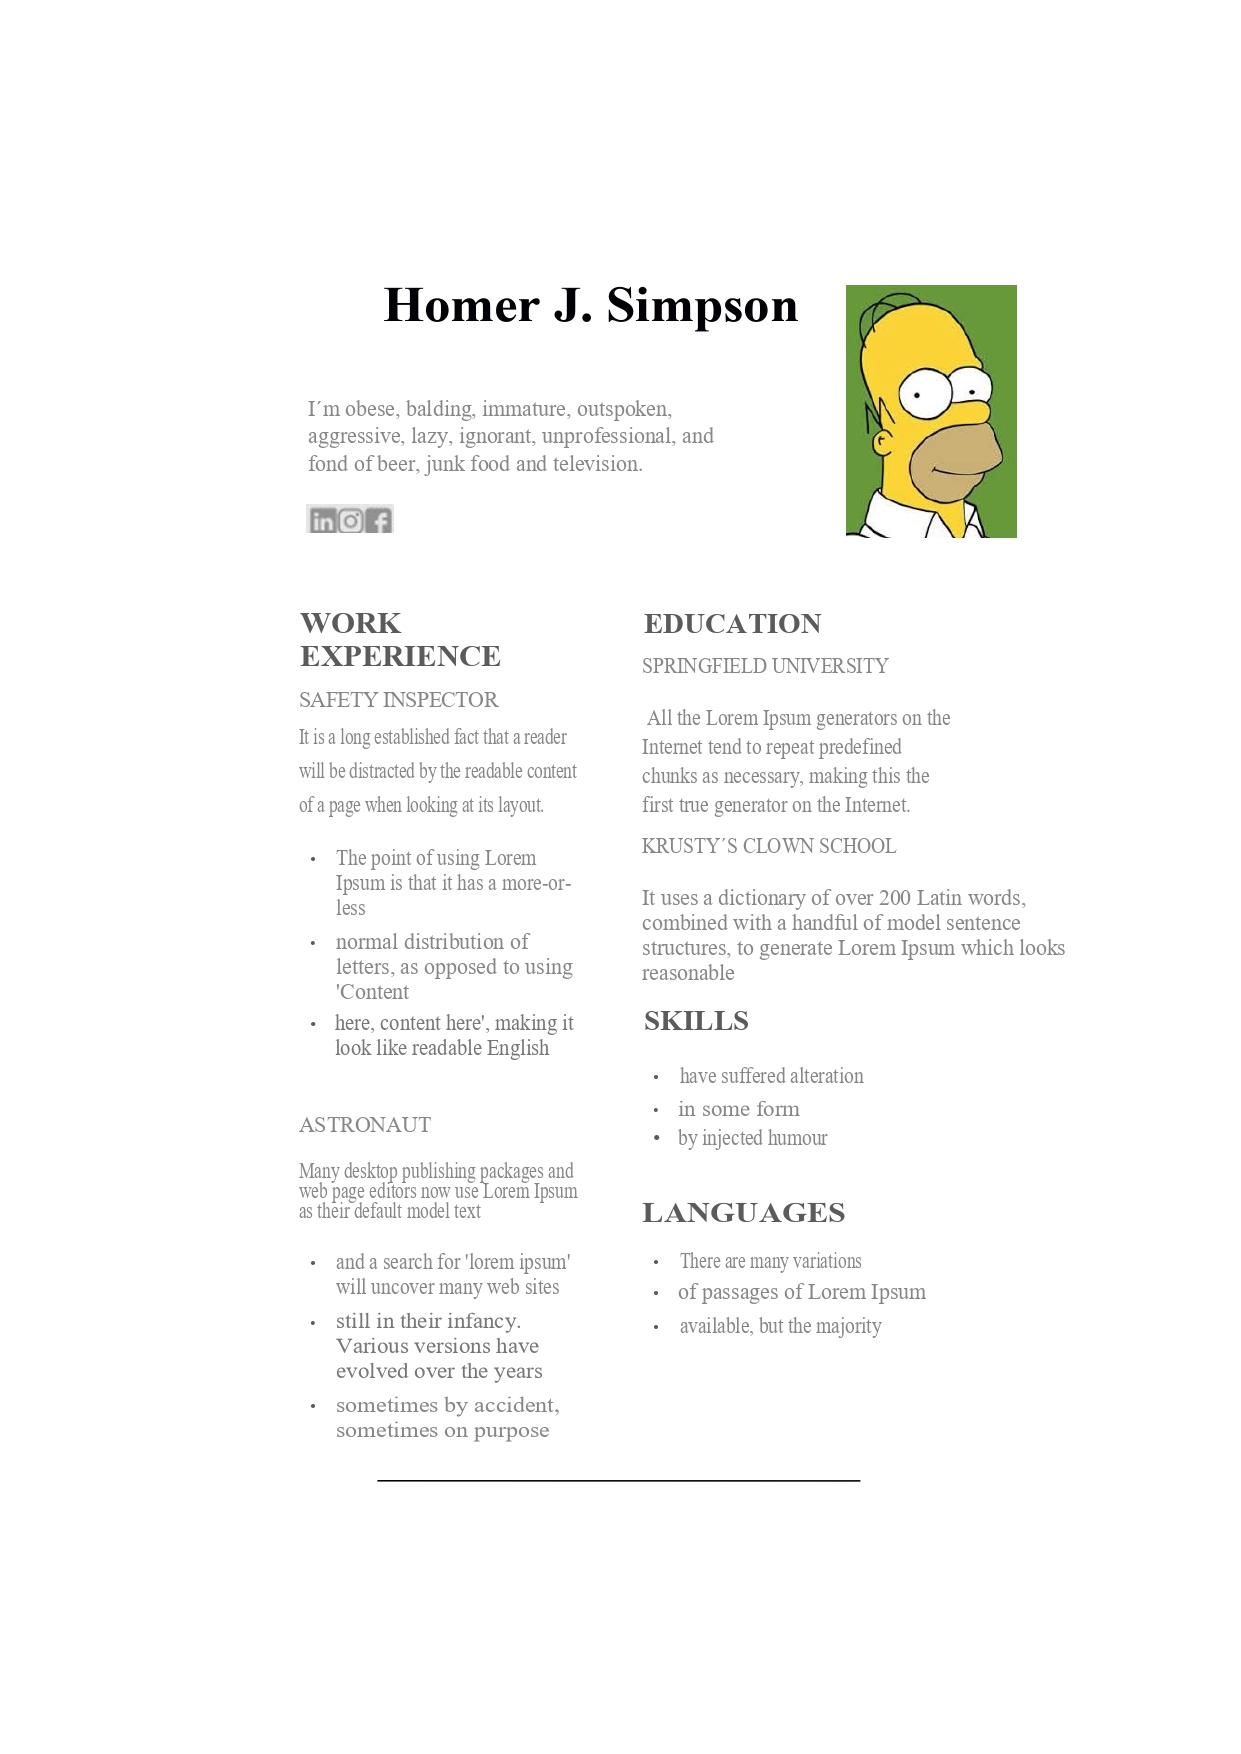 Homer J. Simpson
I´m obese, balding, immature, outspoken,
aggressive, lazy, ignorant, unprofessional, and
fond of beer, junk food and television.
in f
WORK
EXPERIENCE
SAFETY INSPECTOR
It is a long established fact that a reader
will be distracted by the readable content
of a page when looking at its layout.
• The point of using Lorem
Ipsum is that it has a more-or-
less
• normal distribution of
letters, as opposed to using
'Content
• here, content here', making it
look like readable English
ASTRONAUT
Many desktop publishing packages and
web page editors now use Lorem Ipsum
as their default model text
• and a search for 'lorem ipsum'
will uncover many web sites
• still in their infancy.
Various versions have
evolved over the years
• sometimes by accident,
sometimes on purpose
EDUCATION
SPRINGFIELD UNIVERSITY
All the Lorem Ipsum generators on the
Internet tend to repeat predefined
chunks as necessary, making this the
first true generator on the Internet.
KRUSTY´S CLOWN SCHOOL
It uses a dictionary of over 200 Latin words,
combined with a handful of model sentence
structures, to generate Lorem Ipsum which looks
reasonable
SKILLS
• have suffered alteration
• in some form
• by injected humour
LANGUAGES
• There are many variations
• of passages of Lorem Ipsum
• available, but the majority